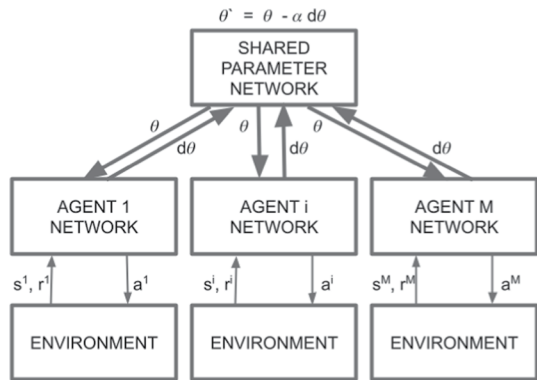 θ` = θ - α dθ
SHARED
PARAMETER
NETWORK
θ
dθ
θ
dθ
θ
dθ
AGENT 1
NETWORK
AGENT i
NETWORK
AGENT M
NETWORK
s¹, r¹
a¹
sⁱ, rⁱ
aⁱ
sᴹ, rᴹ
aᴹ
ENVIRONMENT
ENVIRONMENT
ENVIRONMENT